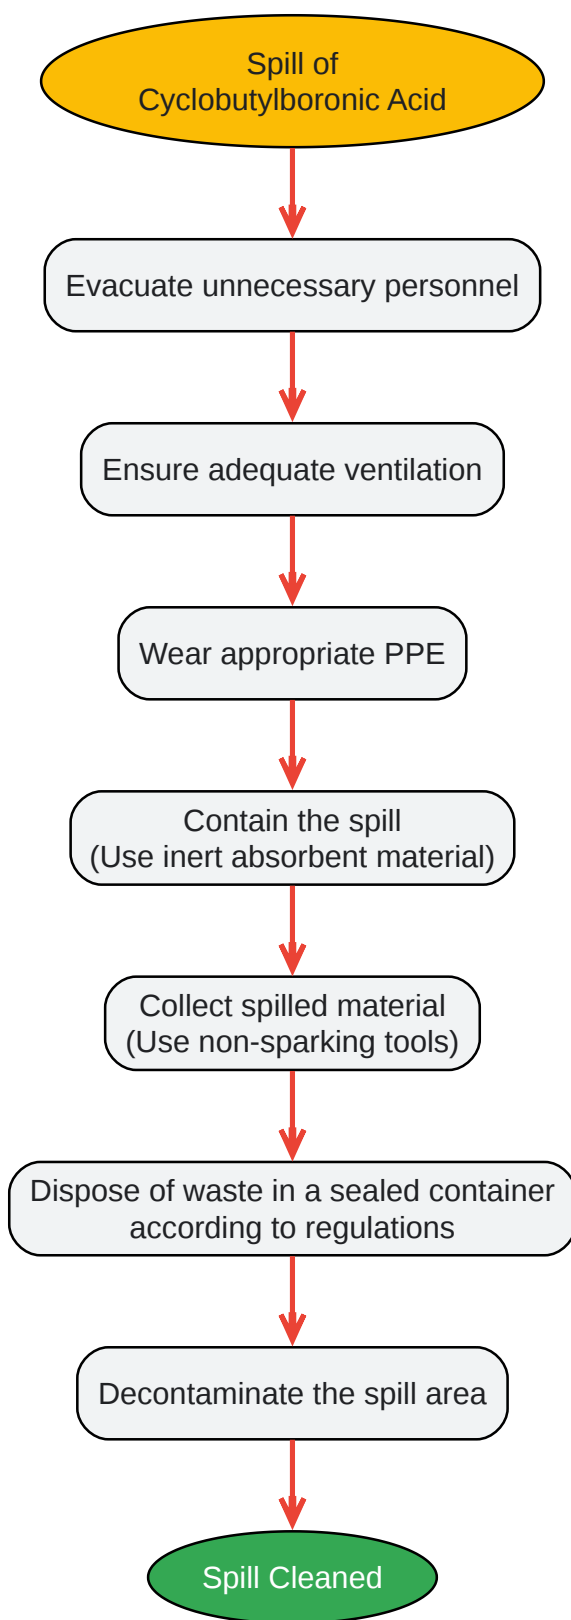 Spill of
Cyclobutylboronic Acid
Evacuate unnecessary personnel
Ensure adequate ventilation
Wear appropriate PPE
Contain the spill
(Use inert absorbent material)
Collect spilled material
(Use non-sparking tools)
Dispose of waste in a sealed container
according to regulations
Decontaminate the spill area
Spill Cleaned